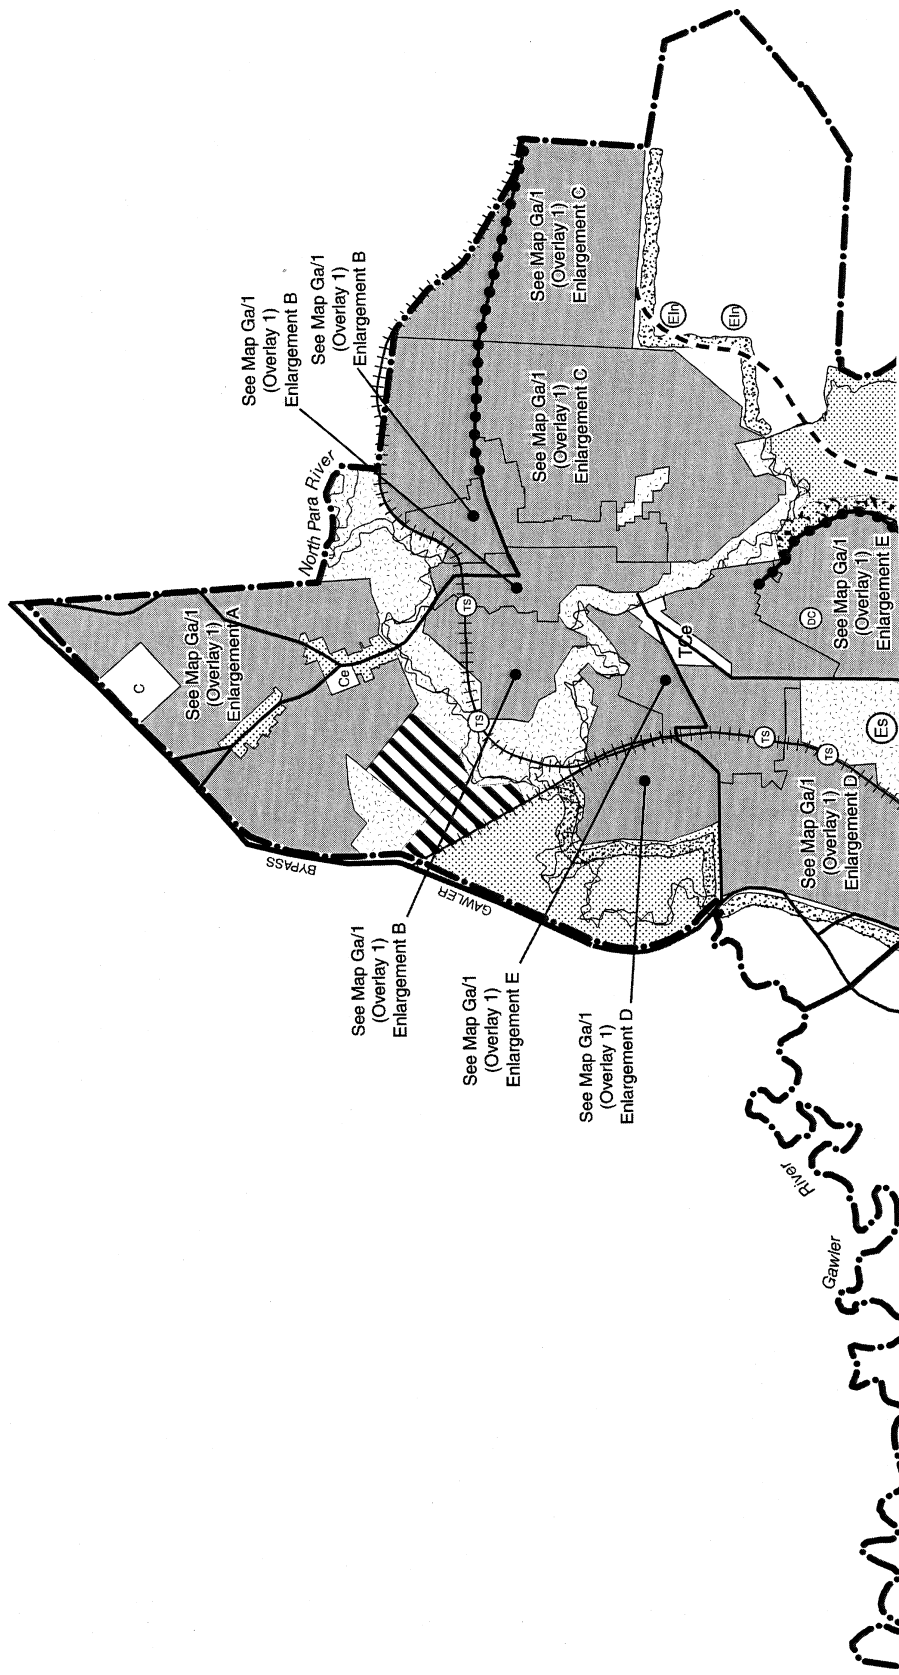 See Map Ga/1
(Overlay 1)
Enlargement B
See Map Ga/1
(Overlay 1)
Enlargement B
North Para River
See Map Ga/1
(Overlay 1)
Enlargement C
See Map Ga/1
(Overlay 1)
Enlargement C
EIn
EIn
C
See Map Ga/1
(Overlay 1)
Enlargement A
Ce
TS
TS
TCe
DC
See Map Ga/1
(Overlay 1)
Enlargement E
TS
TS
Es
See Map Ga/1
(Overlay 1)
Enlargement D
BYPASS
GAWLER
See Map Ga/1
(Overlay 1)
Enlargement B
See Map Ga/1
(Overlay 1)
Enlargement E
See Map Ga/1
(Overlay 1)
Enlargement D
River
Gawler